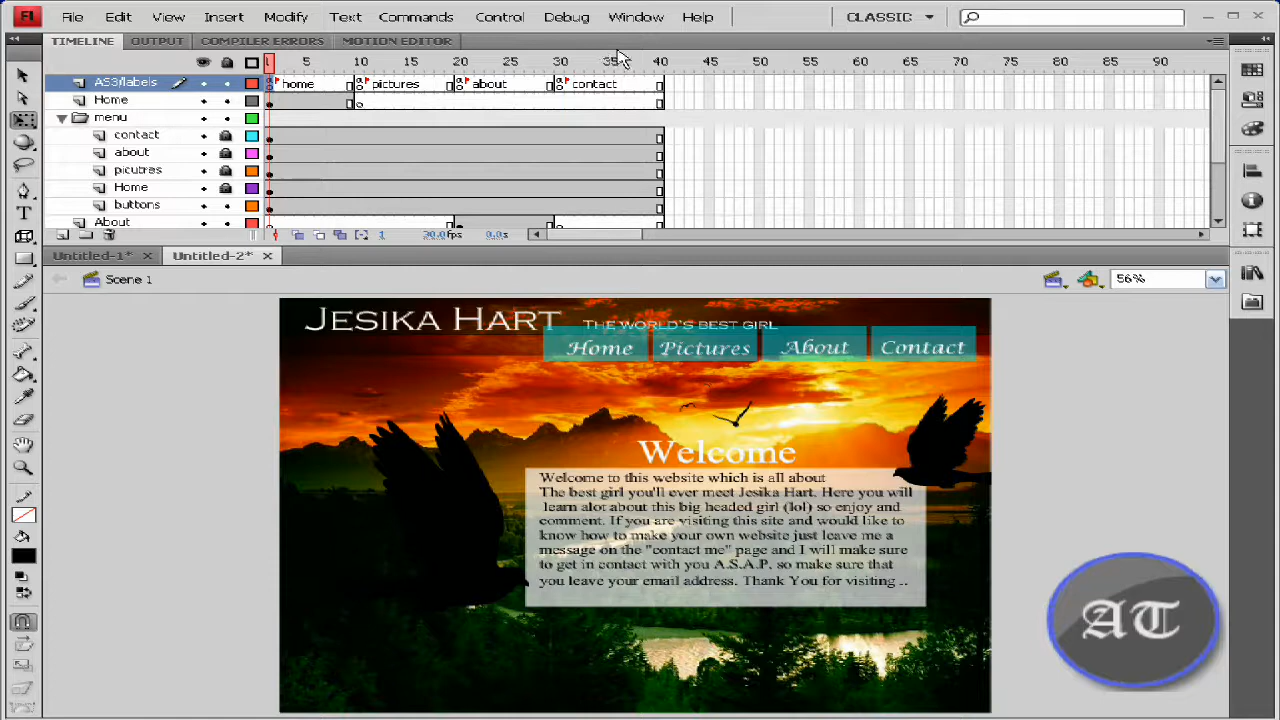 Fl File Edit View Insert Modify Text Commands Control Debug Window Help CLASSIC
TIMELINE OUTPUT COMPILER ERRORS MOTION EDITOR
1 5 10 15 20 25 30 35 40 45 50 55 60 65 70 75 80 85 90
AS3/labels home pictures about contact
Home
menu
contact
about
picutres
Home
buttons
About
1 30.0fps 0.0s
Untitled-1* Untitled-2*
Scene 1 56%
JESIKA HART THE WORLD'S BEST GIRL
Home Pictures About Contact
Welcome
Welcome to this website which is all about
The best girl you'll ever meet Jesika Hart. Here you will
learn alot about this big headed girl (lol) so enjoy and
comment. If you are visiting this site and would like to
know how to make your own website just leave me a
message on the "contact me" page and I will make sure
to get in contact with you A.S.A.P. so make sure that
you leave your email address. Thank You for visiting ..
AT